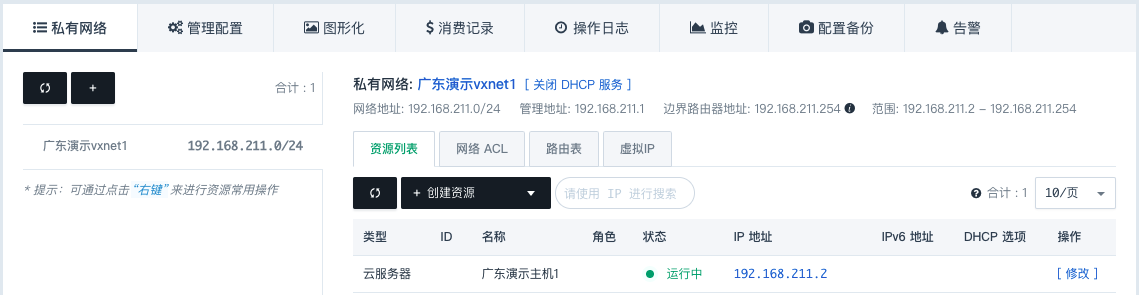 私有网络 管理配置 图形化 消费记录 操作日志 监控 配置备份 告警
合计 : 1
广东演示vxnet1 192.168.211.0/24
* 提示: 可通过点击 “右键” 来进行资源常用操作
私有网络: 广东演示vxnet1 [ 关闭 DHCP 服务 ]
网络地址: 192.168.211.0/24 管理地址: 192.168.211.1 边界路由器地址: 192.168.211.254 范围: 192.168.211.2 – 192.168.211.254
资源列表 网络 ACL 路由表 虚拟IP
+ 创建资源 请使用 IP 进行搜索 合计 : 1 10/页
类型 ID 名称 角色 状态 IP 地址 IPv6 地址 DHCP 选项 操作
云服务器 广东演示主机1 运行中 192.168.211.2 [ 修改 ]